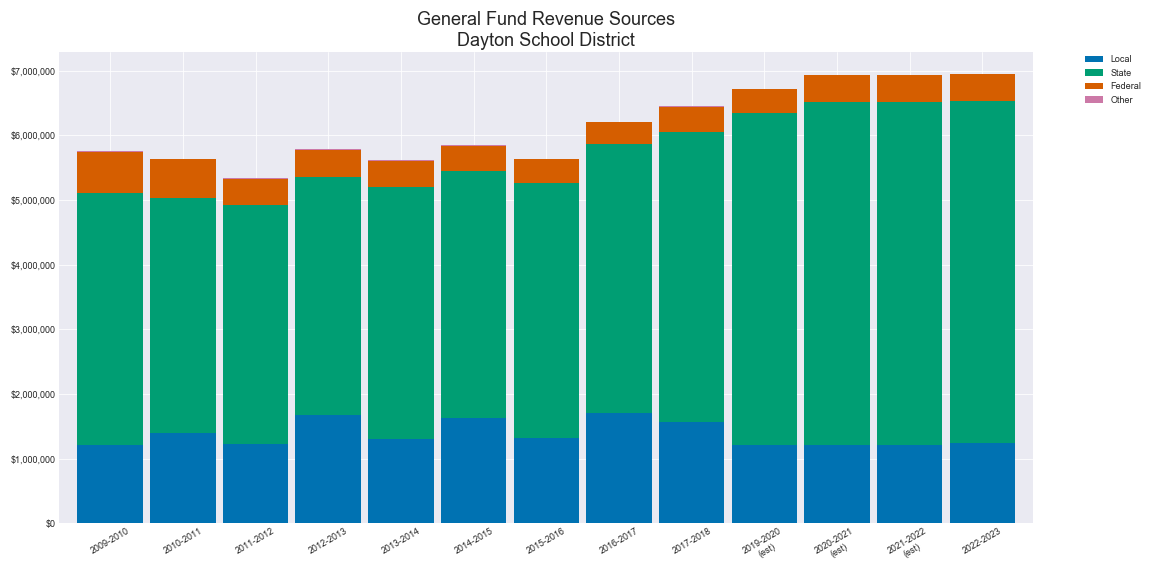 General Fund Revenue Sources
Dayton School District
Local
State
Federal
Other
$7,000,000
$6,000,000
$5,000,000
$4,000,000
$3,000,000
$2,000,000
$1,000,000
$0
2009-2010
2010-2011
2011-2012
2012-2013
2013-2014
2014-2015
2015-2016
2016-2017
2017-2018
2019-2020
(est)
2020-2021
(est)
2021-2022
(est)
2022-2023